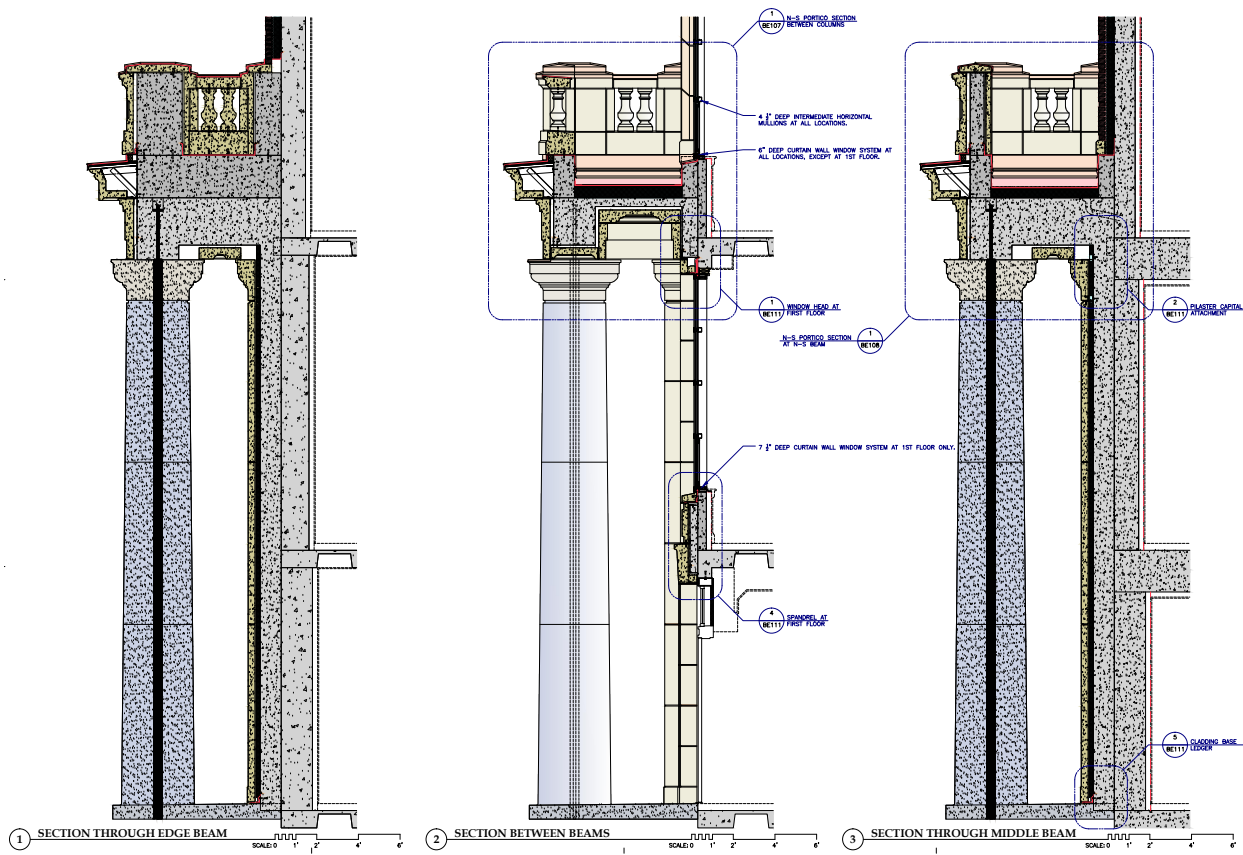 1
BE107
N-S PORTICO SECTION
BETWEEN COLUMNS
4 ½" DEEP INTERMEDIATE HORIZONTAL
MULLIONS AT ALL LOCATIONS.
6" DEEP CURTAIN WALL WINDOW SYSTEM AT
ALL LOCATIONS, EXCEPT AT 1ST FLOOR.
1
BE111
WINDOW HEAD AT
FIRST FLOOR
2
BE111
PILASTER CAPITAL
ATTACHMENT
N-S PORTICO SECTION
AT N-S BEAM
1
BE108
7 ½" DEEP CURTAIN WALL WINDOW SYSTEM AT 1ST FLOOR ONLY.
4
BE111
SPANDREL AT
FIRST FLOOR
5
BE111
CLADDING BASE
LEDGER
1 SECTION THROUGH EDGE BEAM
SCALE: 0 1' 2' 4' 6'
2 SECTION BETWEEN BEAMS
SCALE: 0 1' 2' 4' 6'
3 SECTION THROUGH MIDDLE BEAM
SCALE: 0 1' 2' 4' 6'